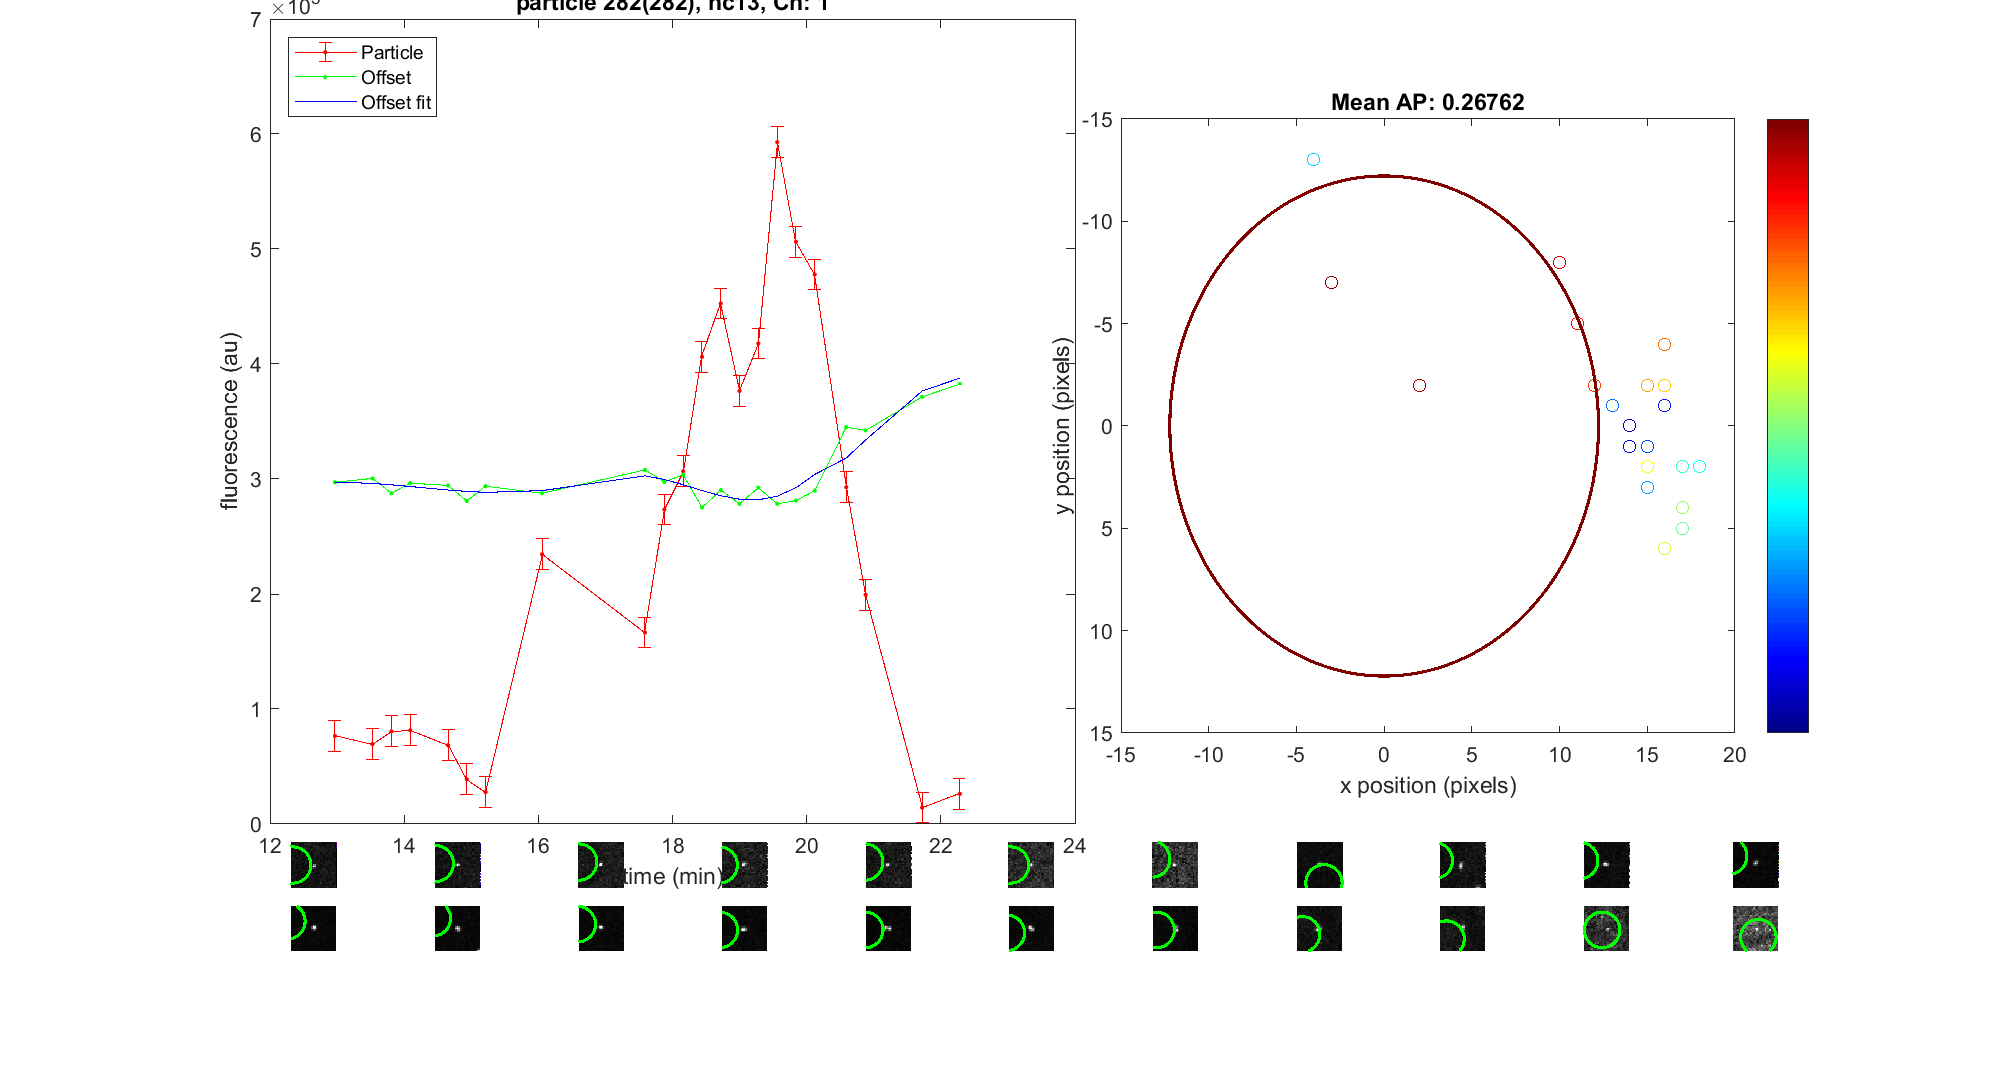 particle 282(282), nc13, Ch: 1
Particle
Offset
Offset fit
7
6
5
4
3
2
1
0
fluorescence (au)
12 14 16 18 20 22 24
time (min)
Mean AP: 0.26762
-15
-10
-5
0
5
10
15
y position (pixels)
-15 -10 -5 0 5 10 15 20
x position (pixels)